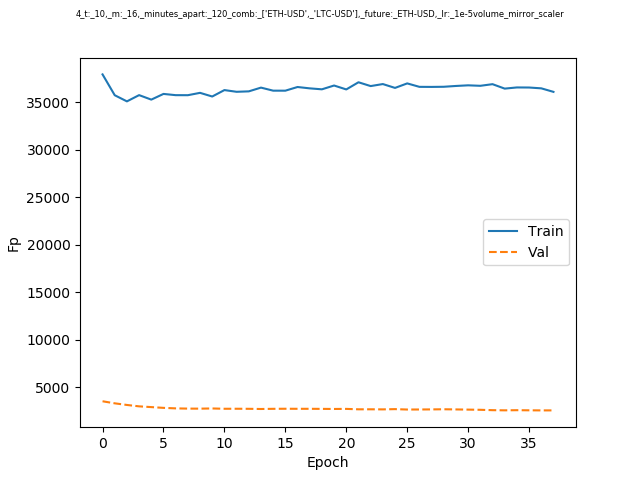 4_t:_10,_m:_16,_minutes_apart:_120_comb:_['ETH-USD',_'LTC-USD'],_future:_ETH-USD,_lr:_1e-5volume_mirror_scaler
35000
30000
25000
20000
15000
10000
5000
Fp
Train
Val
0 5 10 15 20 25 30 35
Epoch